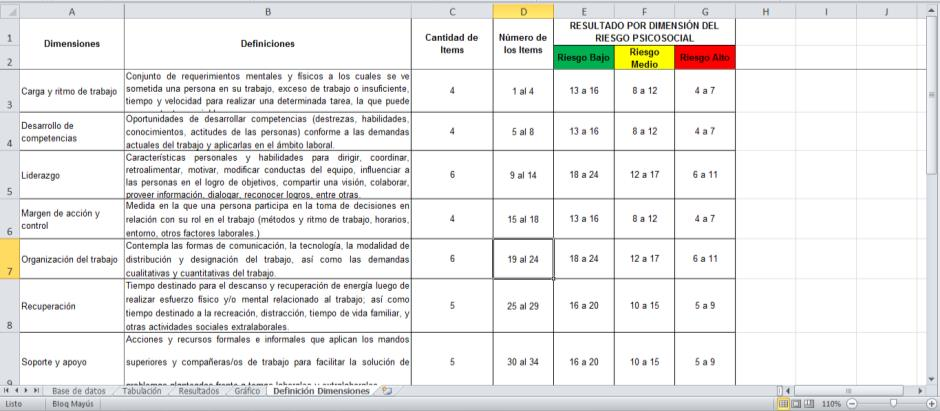 A B C D E F G H I J
1 Dimensiones Definiciones Cantidad de Items Número de los Items RESULTADO POR DIMENSIÓN DEL RIESGO PSICOSOCIAL
2 Riesgo Bajo Riesgo Medio Riesgo Alto
Conjunto de requerimientos mentales y físicos a los cuales se ve
Carga y ritmo de trabajo sometida una persona en su trabajo, exceso de trabajo o insuficiente, 4 1 al 4 13 a 16 8 a 12 4 a 7
3 tiempo y velocidad para realizar una determinada tarea, la que puede
Desarrollo de Oportunidades de desarrollar competencias (destrezas, habilidades,
competencias conocimientos, actitudes de las personas) conforme a las demandas 4 5 al 8 13 a 16 8 a 12 4 a 7
4 actuales del trabajo y aplicarlas en el ámbito laboral.
Características personales y habilidades para dirigir, coordinar,
Liderazgo retroalimentar, motivar, modificar conductas del equipo, influenciar a 6 9 al 14 18 a 24 12 a 17 6 a 11
las personas en el logro de objetivos, compartir una visión, colaborar,
5 proveer información, dialogar, reconocer logros, entre otras.
Margen de acción y Medida en la que una persona participa en la toma de decisiones en
control relación con su rol en el trabajo (métodos y ritmo de trabajo, horarios, 4 15 al 18 13 a 16 8 a 12 4 a 7
6 entorno, otros factores laborales.)
Contempla las formas de comunicación, la tecnología, la modalidad de
Organización del trabajo distribución y designación del trabajo, así como las demandas 6 19 al 24 18 a 24 12 a 17 6 a 11
7 cualitativas y cuantitativas del trabajo.
Tiempo destinado para el descanso y recuperación de energía luego de
realizar esfuerzo físico y/o mental relacionado al trabajo; así como
Recuperación tiempo destinado a la recreación, distracción, tiempo de vida familiar, y 5 25 al 29 16 a 20 10 a 15 5 a 9
8 otras actividades sociales extralaborales.
Acciones y recursos formales e informales que aplican los mandos
Soporte y apoyo superiores y compañeras/os de trabajo para facilitar la solución de 5 30 al 34 16 a 20 10 a 15 5 a 9
9
Base de datos Tabulación Resultados Gráfico Definición Dimensiones
Listo Bloq Mayús 110%